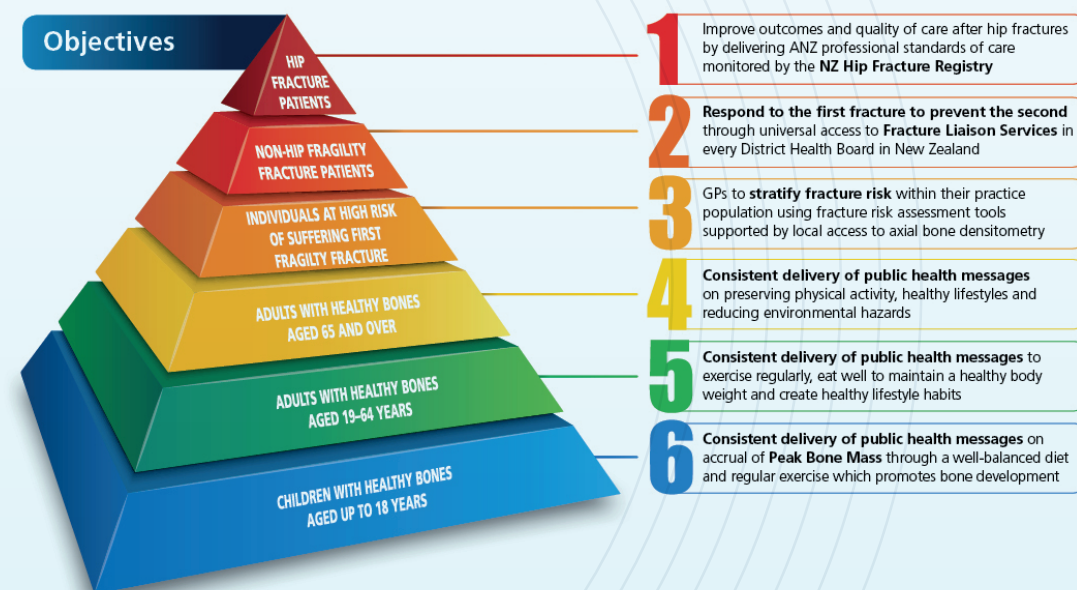 Objectives
HIP
FRACTURE
PATIENTS
NON-HIP FRAGILITY
FRACTURE PATIENTS
INDIVIDUALS AT HIGH RISK
OF SUFFERING FIRST
FRAGILTY FRACTURE
ADULTS WITH HEALTHY BONES
AGED 65 AND OVER
ADULTS WITH HEALTHY BONES
AGED 19–64 YEARS
CHILDREN WITH HEALTHY BONES
AGED UP TO 18 YEARS
1
Improve outcomes and quality of care after hip fractures
by delivering ANZ professional standards of care
monitored by the NZ Hip Fracture Registry
2
Respond to the first fracture to prevent the second
through universal access to Fracture Liaison Services in
every District Health Board in New Zealand
3
GPs to stratify fracture risk within their practice
population using fracture risk assessment tools
supported by local access to axial bone densitometry
4
Consistent delivery of public health messages
on preserving physical activity, healthy lifestyles and
reducing environmental hazards
5
Consistent delivery of public health messages to
exercise regularly, eat well to maintain a healthy body
weight and create healthy lifestyle habits
6
Consistent delivery of public health messages on
accrual of Peak Bone Mass through a well-balanced diet
and regular exercise which promotes bone development